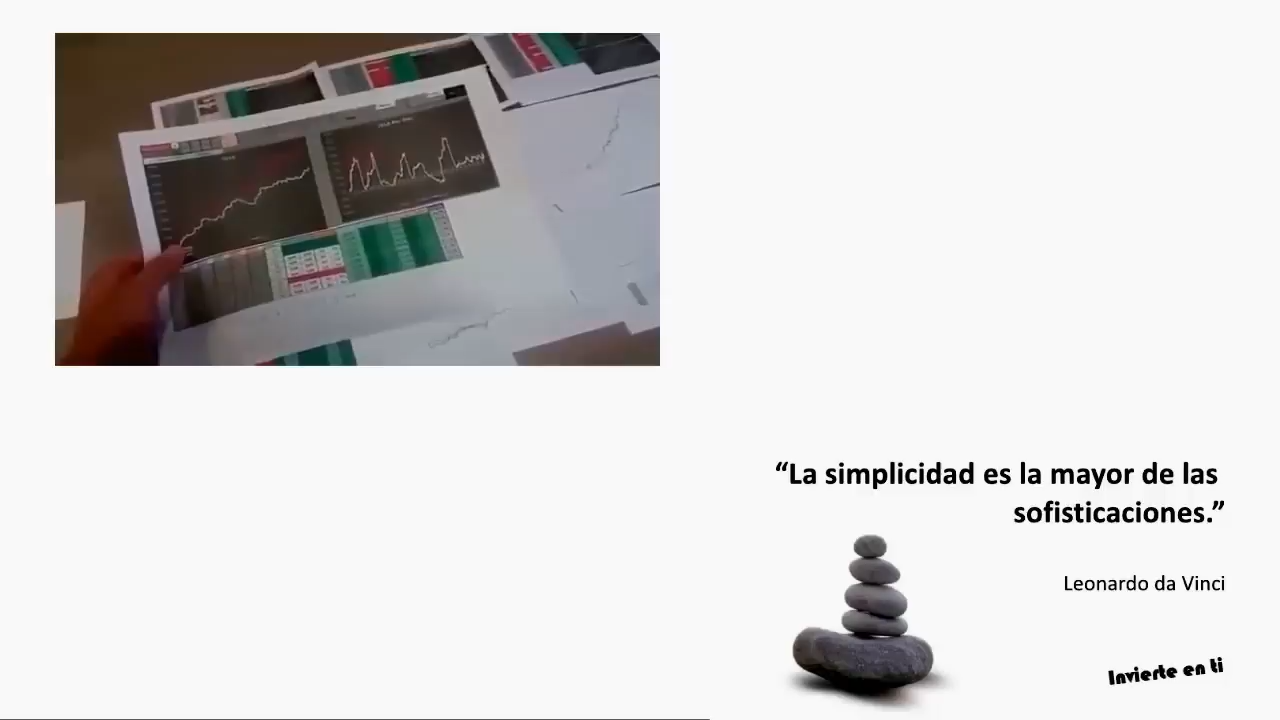 “La simplicidad es la mayor de las
sofisticaciones.”
Leonardo da Vinci
Invierte en ti